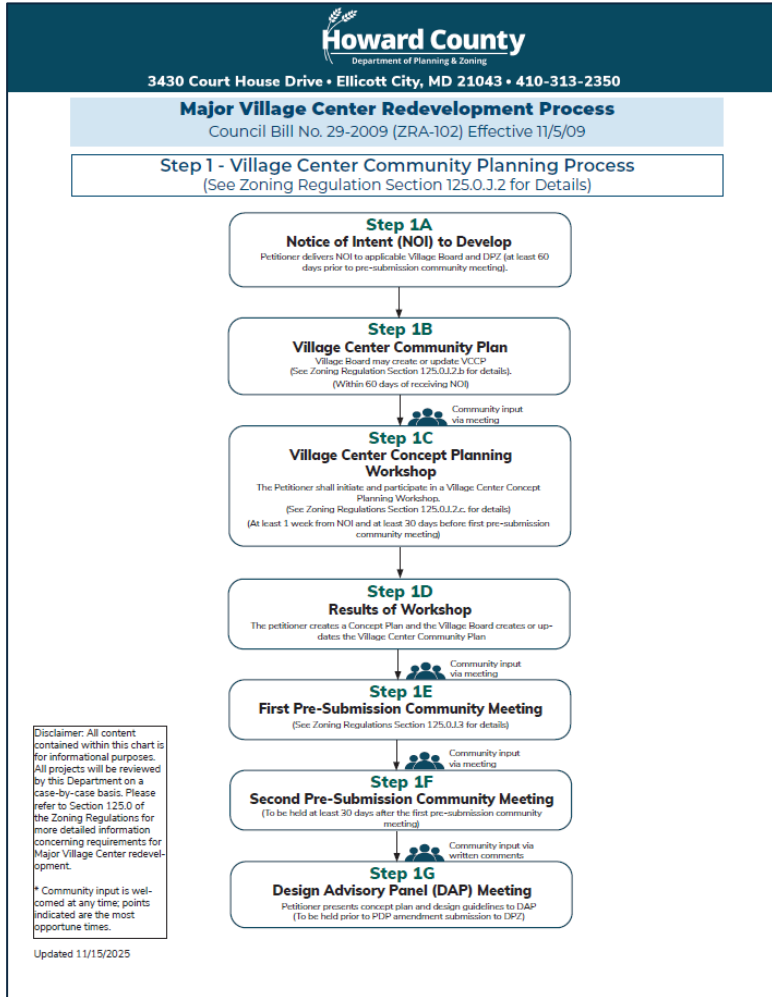 Howard County
Department of Planning & Zoning
3430 Court House Drive • Ellicott City, MD 21043 • 410-313-2350
Major Village Center Redevelopment Process
Council Bill No. 29-2009 (ZRA-102) Effective 11/5/09
Step 1 - Village Center Community Planning Process
(See Zoning Regulation Section 125.0.J.2 for Details)
Step 1A
Notice of Intent (NOI) to Develop
Petitioner delivers NOI to applicable Village Board and DPZ (at least 60
days prior to pre-submission community meeting).
Step 1B
Village Center Community Plan
Village Board may create or update VCCP
(See Zoning Regulation Section 125.0.J.2.b for details).
(Within 60 days of receiving NOI)
Community input
via meeting
Step 1C
Village Center Concept Planning
Workshop
The Petitioner shall initiate and participate in a Village Center Concept
Planning Workshop.
(See Zoning Regulations Section 125.0.J.2.c. for details)
(At least 1 week from NOI and at least 30 days before first pre-submission
community meeting)
Step 1D
Results of Workshop
The petitioner creates a Concept Plan and the Village Board creates or up-
dates the Village Center Community Plan
Community input
via meeting
Step 1E
First Pre-Submission Community Meeting
(See Zoning Regulations Section 125.0.J.3 for details)
Community input
via meeting
Step 1F
Second Pre-Submission Community Meeting
(To be held at least 30 days after the first pre-submission community
meeting)
Community input via
written comments
Step 1G
Design Advisory Panel (DAP) Meeting
Petitioner presents concept plan and design guidelines to DAP
(To be held prior to PDP amendment submission to DPZ)
Disclaimer: All content
contained within this chart is
for informational purposes.
All projects will be reviewed
by this Department on a
case-by-case basis. Please
refer to Section 125.0 of
the Zoning Regulations for
more detailed information
concerning requirements for
Major Village Center redevel-
opment.
* Community input is wel-
comed at any time; points
indicated are the most
opportune times.
Updated 11/15/2025